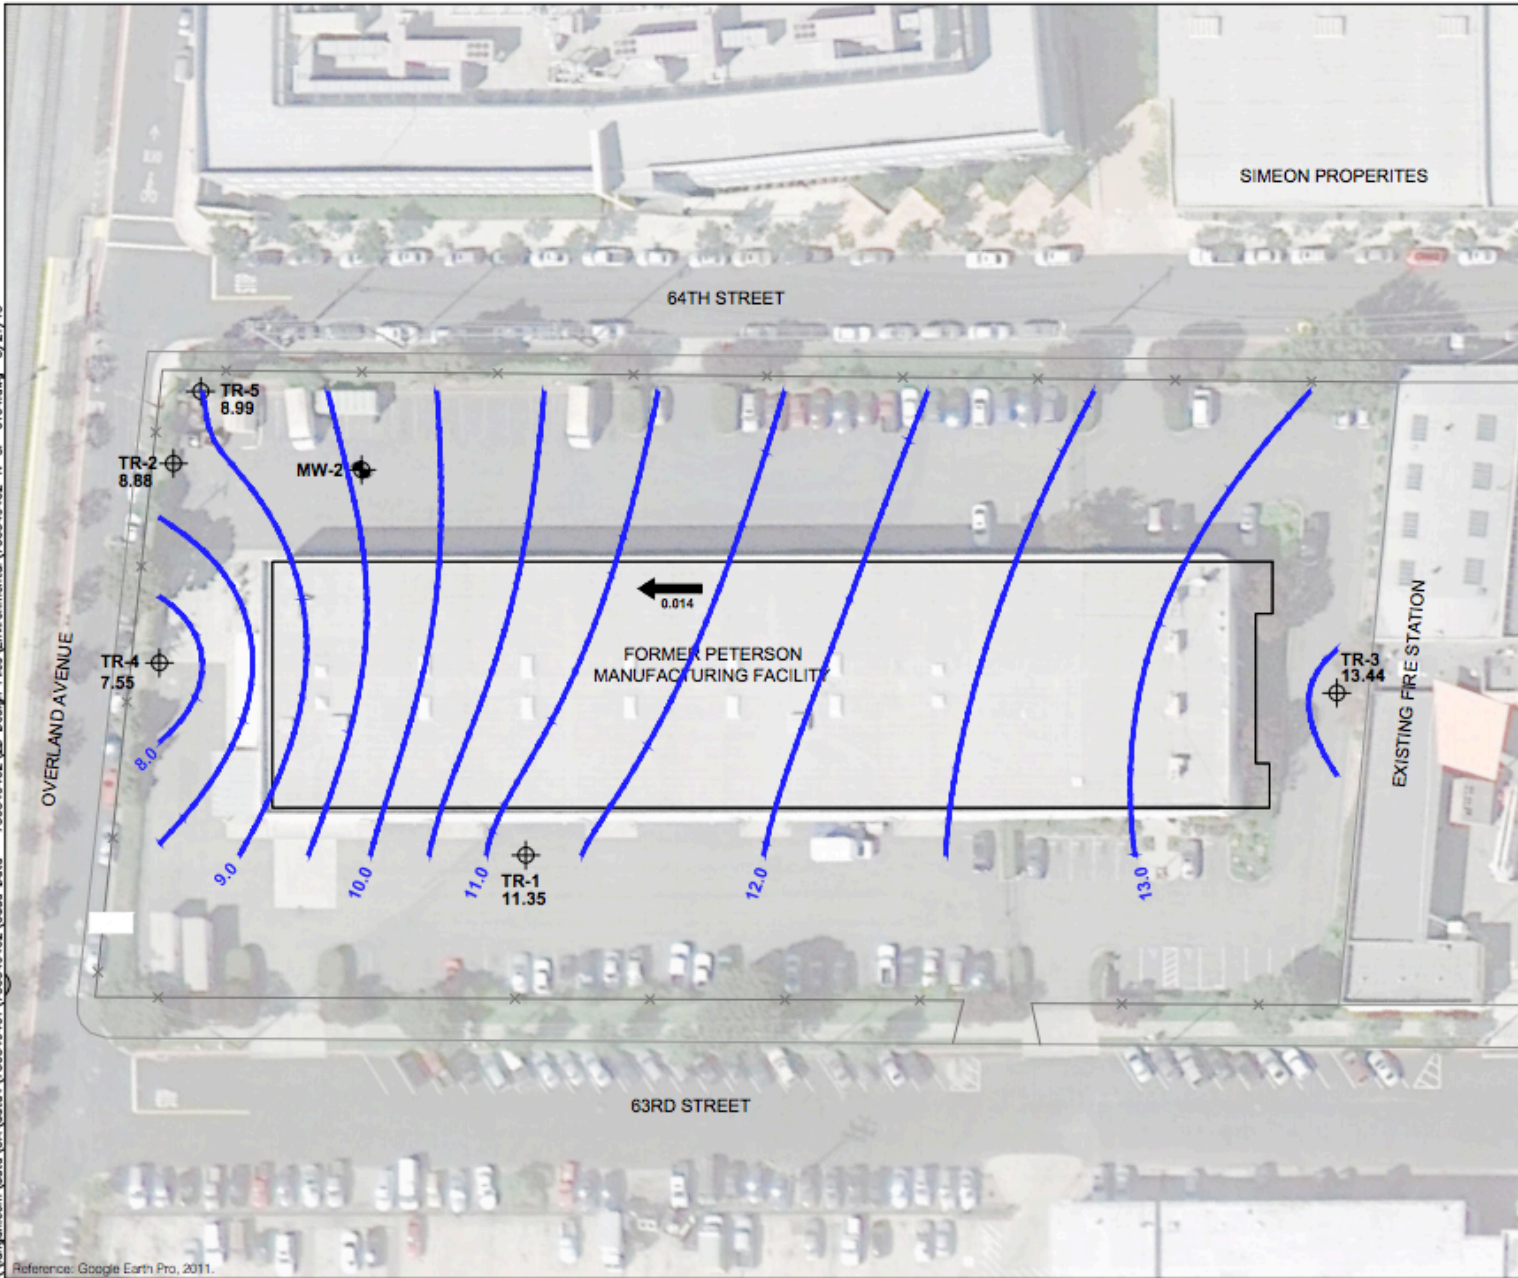 SIMEON PROPERITES
64TH STREET
TR-5
8.99
TR-2
8.88
MW-2
0.014
FORMER PETERSON
MANUFACTURING FACILITY
OVERLAND AVENUE
TR-4
7.55
TR-3
13.44
EXISTING FIRE STATION
8.0
9.0
10.0
11.0
12.0
13.0
TR-1
11.35
63RD STREET
Reference: Google Earth Pro, 2011.